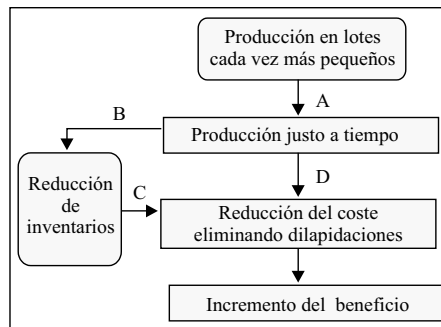 Producción en lotes
cada vez más pequeños
A
B
Producción justo a tiempo
D
Reducción
de
inventarios
C
Reducción del coste
eliminando dilapidaciones
Incremento del beneficio